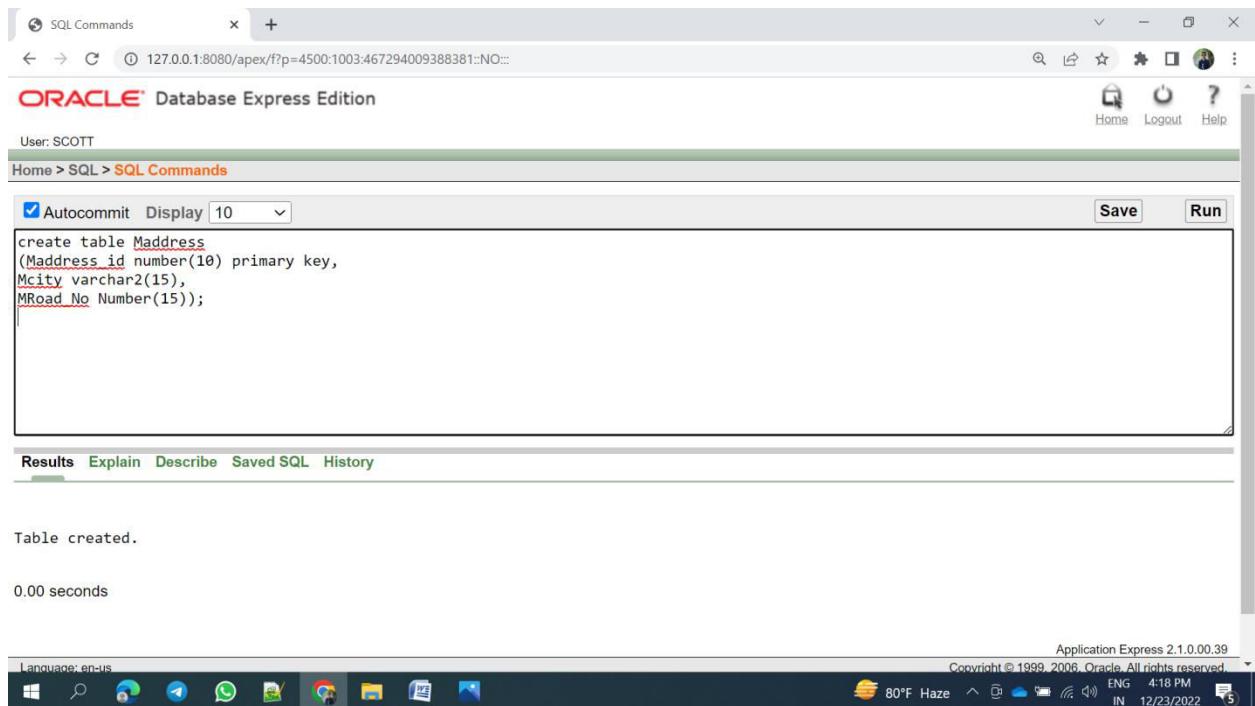 SQL Commands
127.0.0.1:8080/apex/f?p=4500:1003:467294009388381::NO:::
ORACLE Database Express Edition
Home Logout Help
User: SCOTT
Home > SQL > SQL Commands
Autocommit Display 10
Save Run
create table Maddress
(Maddress_id number(10) primary key,
Mcity varchar2(15),
MRoad_No Number(15));
Results Explain Describe Saved SQL History
Table created.
0.00 seconds
Application Express 2.1.0.00.39
Language: en-us Copyright © 1999, 2006, Oracle. All rights reserved.
80°F Haze ENG 4:18 PM
IN 12/23/2022 5